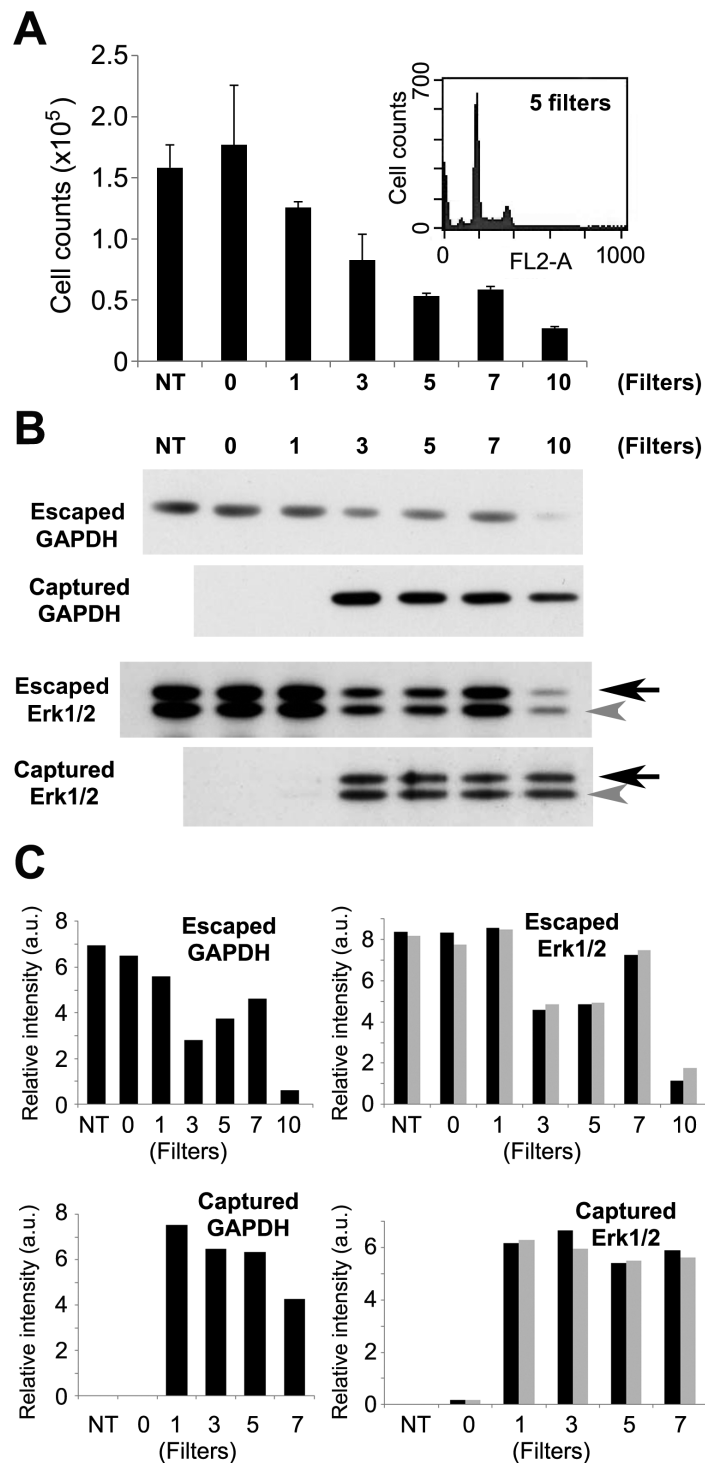 A
Cell counts (x10⁵)
2.5
2.0
1.5
1.0
0.5
0
NT 0 1 3 5 7 10 (Filters)
5 filters
Cell counts
700
0
0 1000
FL2-A
B
NT 0 1 3 5 7 10 (Filters)
Escaped
GAPDH
Captured
GAPDH
Escaped
Erk1/2
Captured
Erk1/2
C
Escaped
GAPDH
Relative intensity (a.u.)
8
6
4
2
0
NT 0 1 3 5 7 10
(Filters)
Escaped
Erk1/2
Relative intensity (a.u.)
8
6
4
2
0
NT 0 1 3 5 7 10
(Filters)
Captured
GAPDH
Relative intensity (a.u.)
8
6
4
2
0
NT 0 1 3 5 7
(Filters)
Captured
Erk1/2
Relative intensity (a.u.)
6
4
2
0
NT 0 1 3 5 7
(Filters)